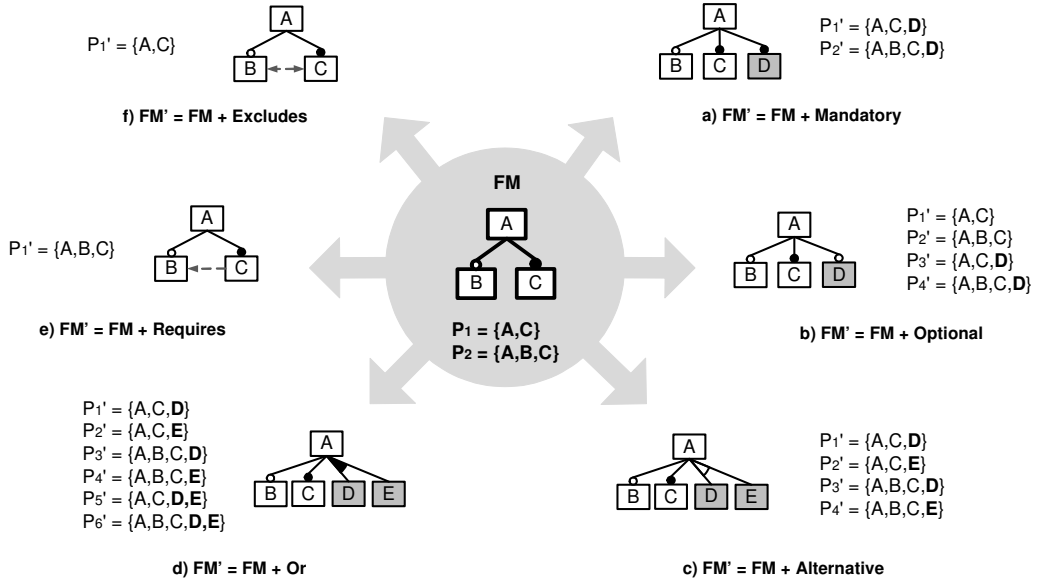 P1' = {A,C}
A
B
C
f) FM' = FM + Excludes
A
B
C
D
P1' = {A,C,D}
P2' = {A,B,C,D}
a) FM' = FM + Mandatory
P1' = {A,B,C}
A
B
C
e) FM' = FM + Requires
FM
A
B
C
P1 = {A,C}
P2 = {A,B,C}
A
B
C
D
P1' = {A,C}
P2' = {A,B,C}
P3' = {A,C,D}
P4' = {A,B,C,D}
b) FM' = FM + Optional
P1' = {A,C,D}
P2' = {A,C,E}
P3' = {A,B,C,D}
P4' = {A,B,C,E}
P5' = {A,C,D,E}
P6' = {A,B,C,D,E}
A
B
C
D
E
d) FM' = FM + Or
A
B
C
D
E
P1' = {A,C,D}
P2' = {A,C,E}
P3' = {A,B,C,D}
P4' = {A,B,C,E}
c) FM' = FM + Alternative